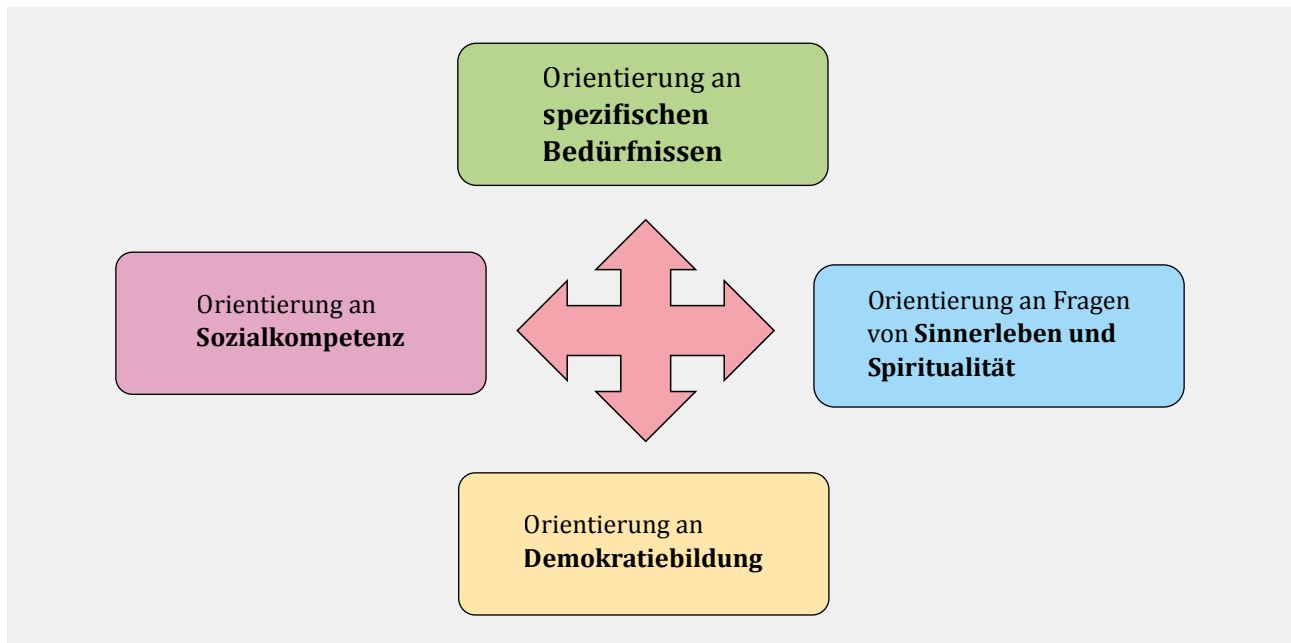 Orientierung an
spezifischen
Bedürfnissen
Orientierung an
Sozialkompetenz
Orientierung an Fragen
von Sinnerleben und
Spiritualität
Orientierung an
Demokratiebildung